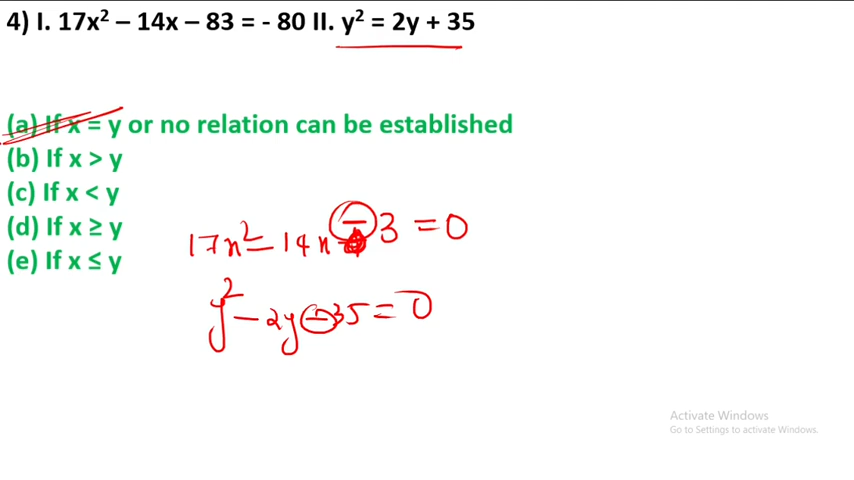 4) I. 17x² – 14x – 83 = - 80 II. y² = 2y + 35
(a) If x = y or no relation can be established
(b) If x > y
(c) If x < y
(d) If x ≥ y
(e) If x ≤ y
17x² – 14x – 3 = 0
y² – 2y – 35 = 0
Activate Windows
Go to Settings to activate Windows.